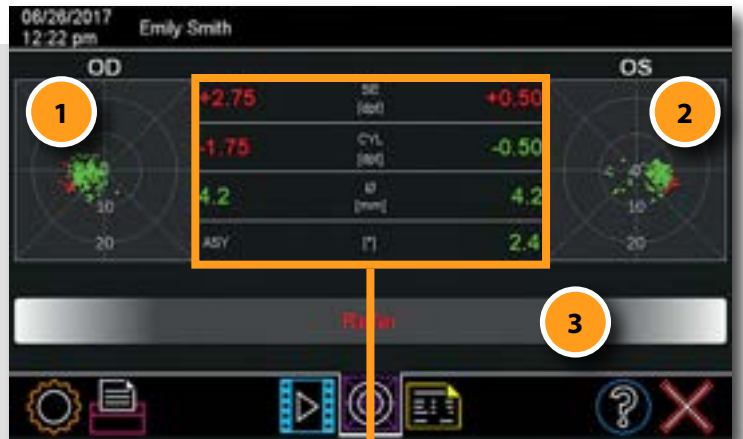 06/26/2017
12:22 pm
Emily Smith
OD
OS
1
2
+2.75 SE [dpt] +0.50
-1.75 CYL [dpt] -0.50
4.2 Ø [mm] 4.2
ASY [°] 2.4
10
20
10
20
Refer
3
?